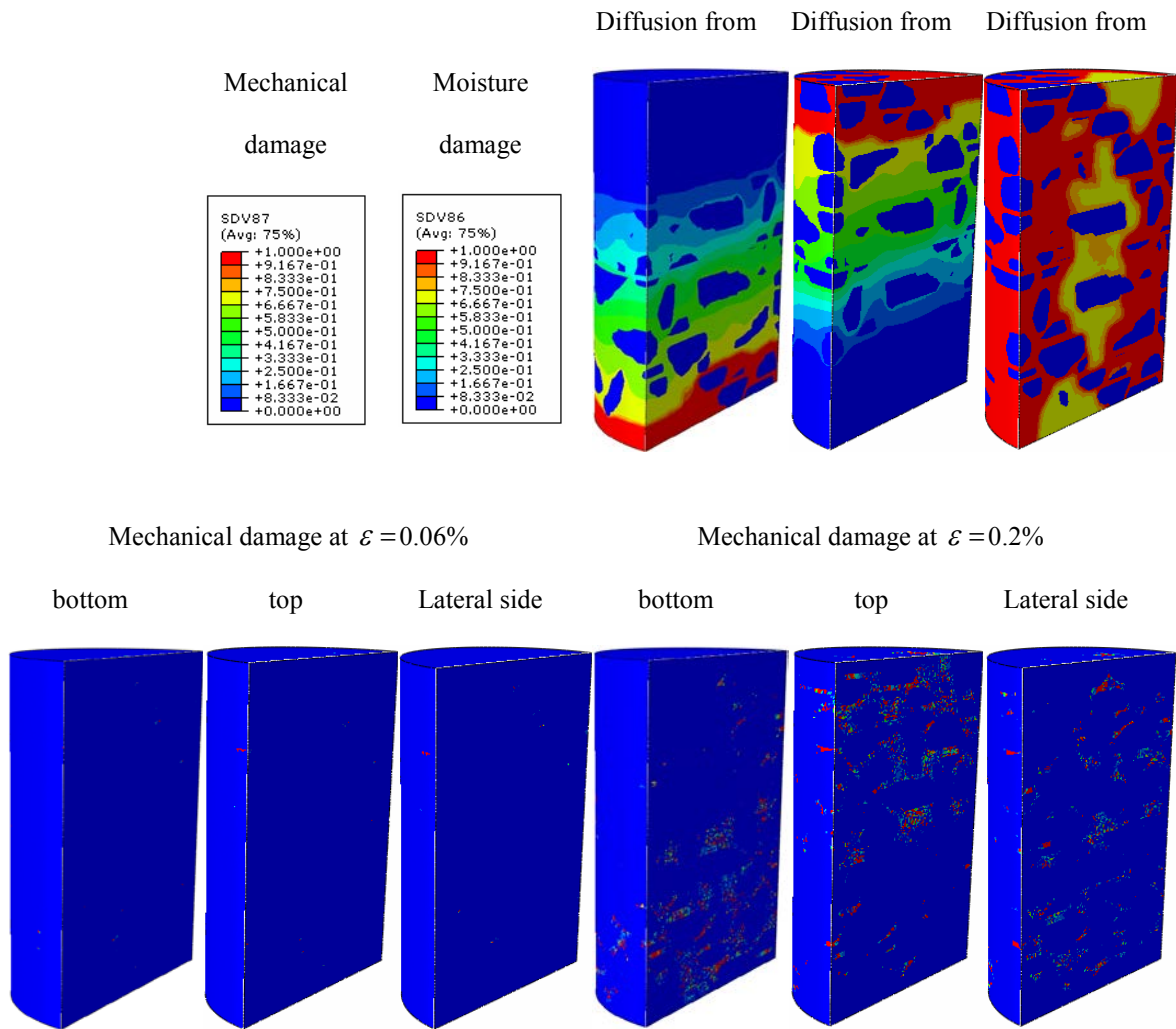 Diffusion from Diffusion from Diffusion from
Mechanical
damage
Moisture
damage
SDV87
(Avg: 75%)
+1.000e+00
+9.167e-01
+8.333e-01
+7.500e-01
+6.667e-01
+5.833e-01
+5.000e-01
+4.167e-01
+3.333e-01
+2.500e-01
+1.667e-01
+8.333e-02
+0.000e+00
SDV86
(Avg: 75%)
+1.000e+00
+9.167e-01
+8.333e-01
+7.500e-01
+6.667e-01
+5.833e-01
+5.000e-01
+4.167e-01
+3.333e-01
+2.500e-01
+1.667e-01
+8.333e-02
+0.000e+00
Mechanical damage at ε = 0.06%
Mechanical damage at ε = 0.2%
bottom top Lateral side bottom top Lateral side